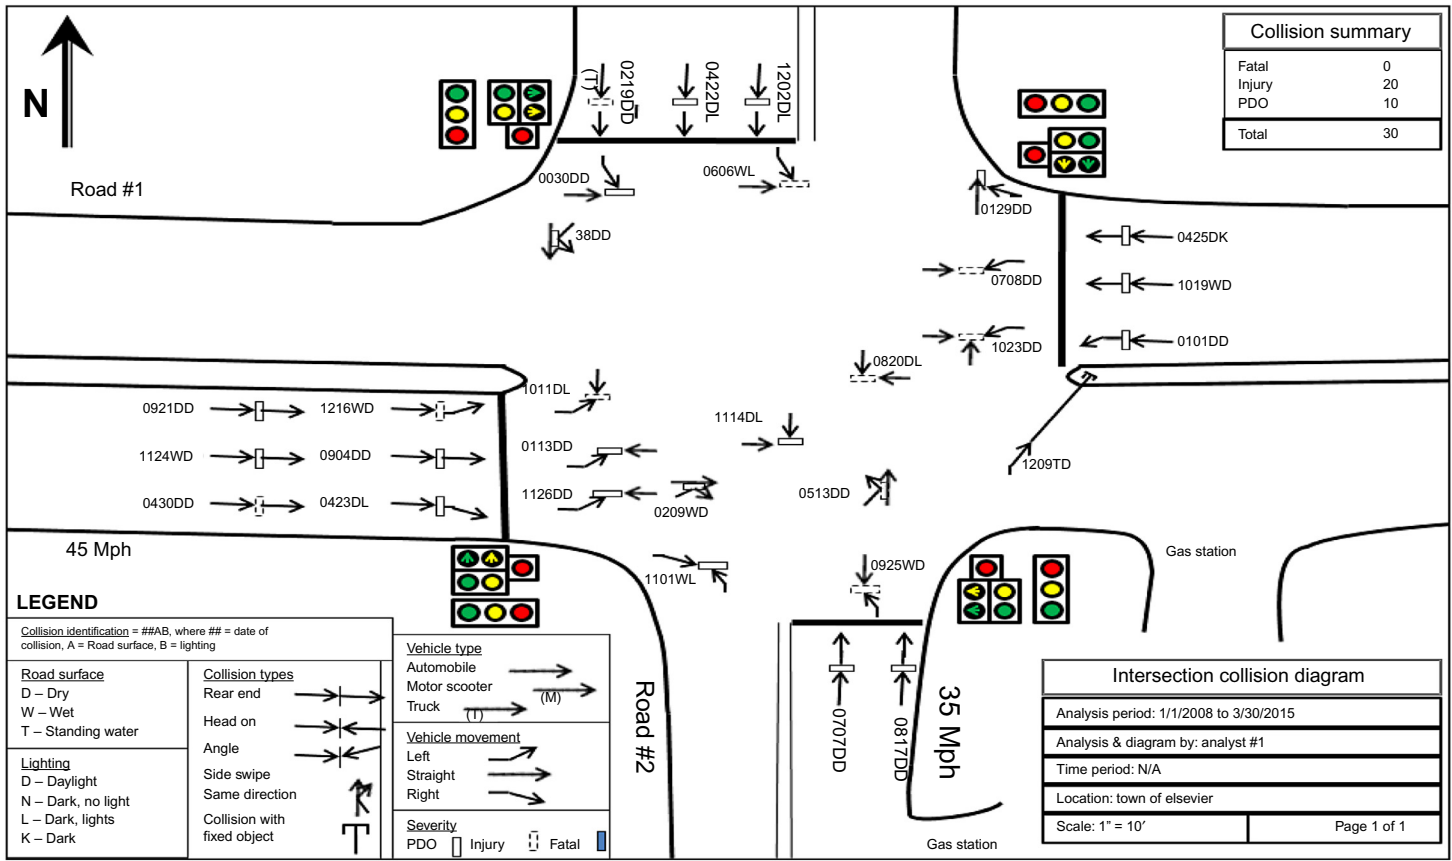 N
Road #1
(T)
0219DD
0422DL
1202DL
Collision summary
Fatal 0
Injury 20
PDO 10
Total 30
0030DD
0606WL
0129DD
38DD
0425DK
0708DD
1019WD
1023DD
0101DD
0820DL
1011DL
0921DD 1216WD
1114DL
0113DD
1124WD 0904DD
1209TD
1126DD
0513DD
0430DD 0423DL
0209WD
45 Mph
Gas station
1101WL
0925WD
0707DD
0817DD
Road #2
35 Mph
Gas station
LEGEND
Collision identification = ##AB, where ## = date of
collision, A = Road surface, B = lighting
Road surface
D – Dry
W – Wet
T – Standing water
Lighting
D – Daylight
N – Dark, no light
L – Dark, lights
K – Dark
Collision types
Rear end
Head on
Angle
Side swipe
Same direction
Collision with
fixed object
Vehicle type
Automobile
Motor scooter
(M)
Truck
(T)
Vehicle movement
Left
Straight
Right
Severity
PDO Injury Fatal
Intersection collision diagram
Analysis period: 1/1/2008 to 3/30/2015
Analysis & diagram by: analyst #1
Time period: N/A
Location: town of elsevier
Scale: 1” = 10′ Page 1 of 1